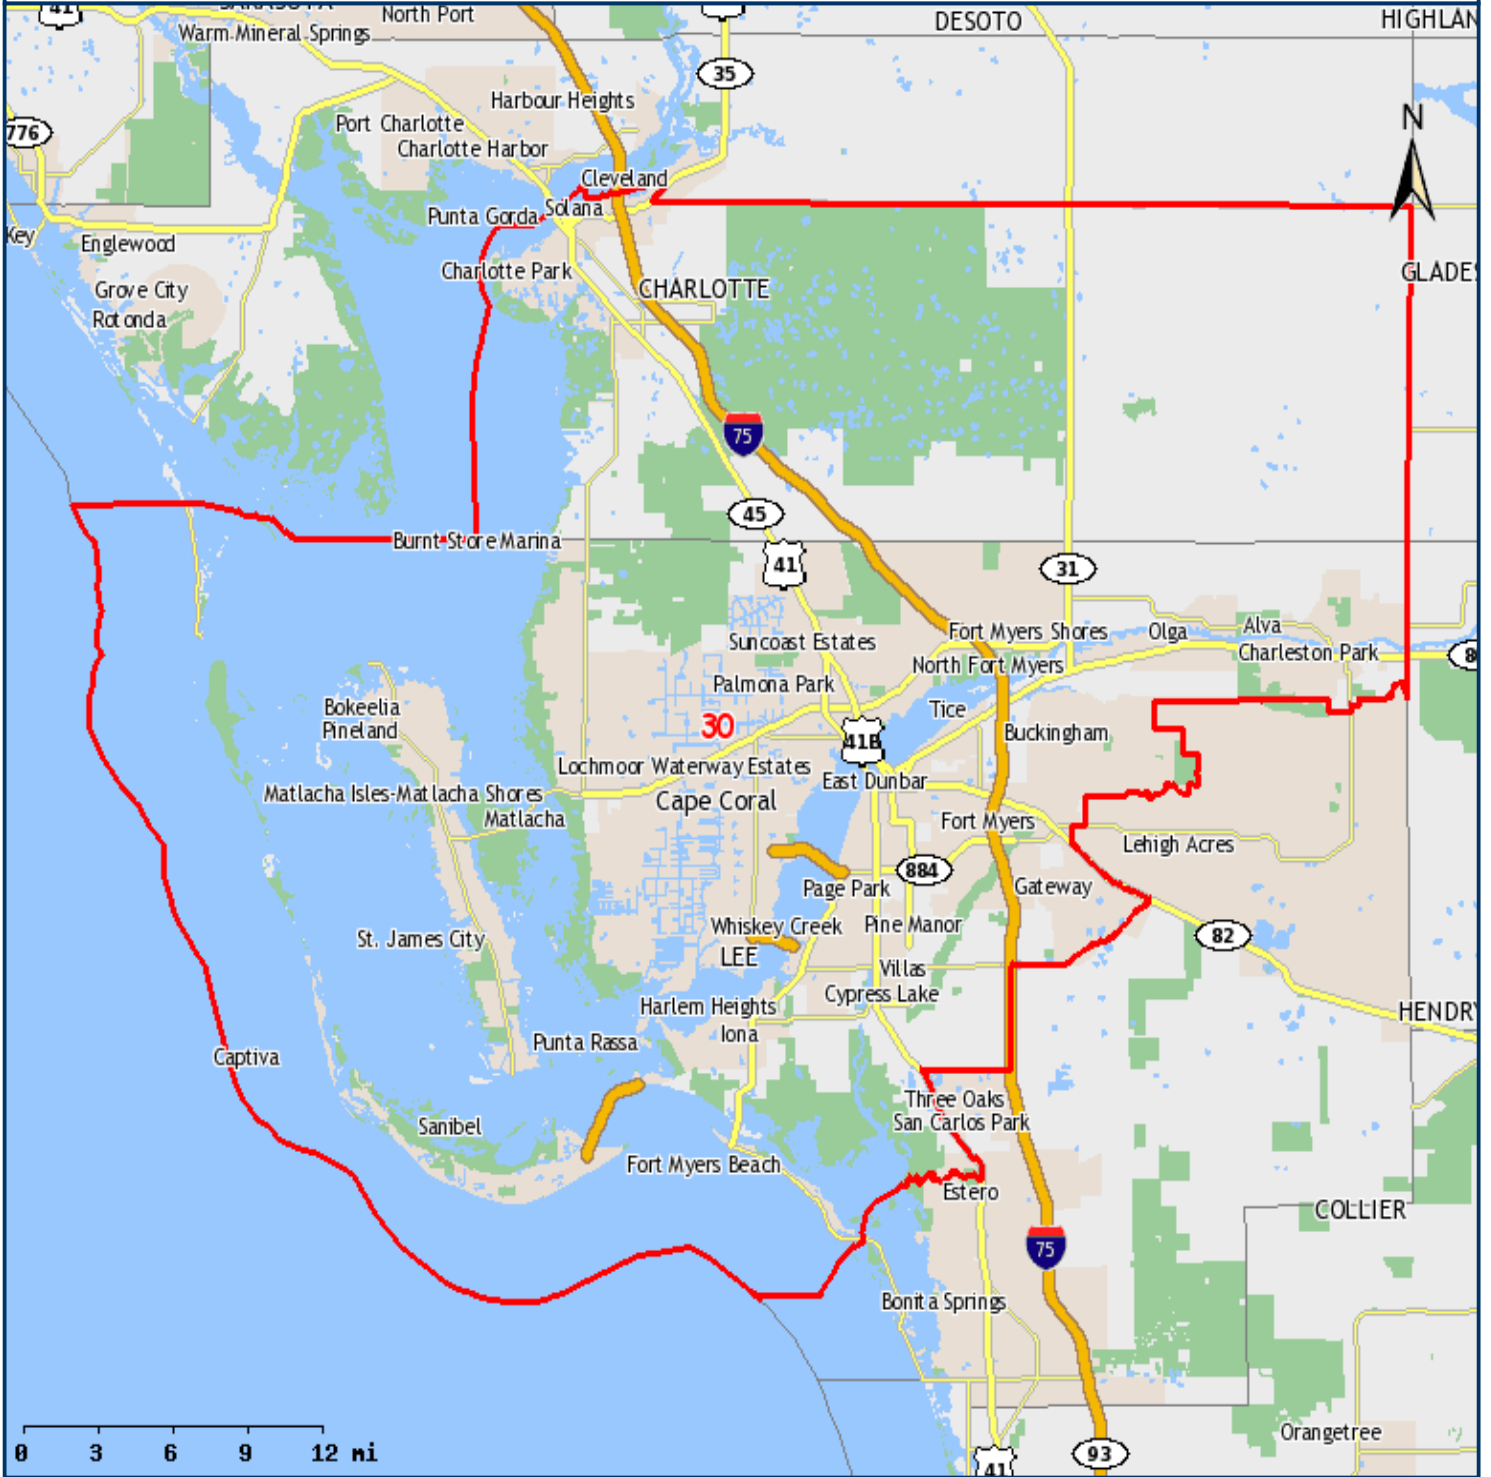 41
SARASOTA
North Port
DESOTO
HIGHLAN
Warm Mineral Springs
35
Harbour Heights
N
776
Port Charlotte
Charlotte Harbor
Cleveland
Solana
Punta Gorda
Key
Englewood
Charlotte Park
GLADES
CHARLOTTE
Grove City
Rotonda
75
45
Burnt Store Marina
41
31
Fort Myers Shores
Olga
Alva
Suncoast Estates
Charleston Park
8
North Fort Myers
Palmona Park
Bokeelia
Tice
30
Pineland
Buckingham
41B
Lochmoor Waterway Estates
East Dunbar
Matlacha Isles-Matlacha Shores
Cape Coral
Matlacha
Fort Myers
Lehigh Acres
884
Page Park
Gateway
Whiskey Creek
Pine Manor
82
St. James City
LEE
Villas
Cypress Lake
Harlem Heights
HENDRY
Iona
Punta Rassa
Captiva
Three Oaks
San Carlos Park
Sanibel
Fort Myers Beach
Estero
COLLIER
75
Bonita Springs
Orangetree
0 3 6 9 12 mi
93
41